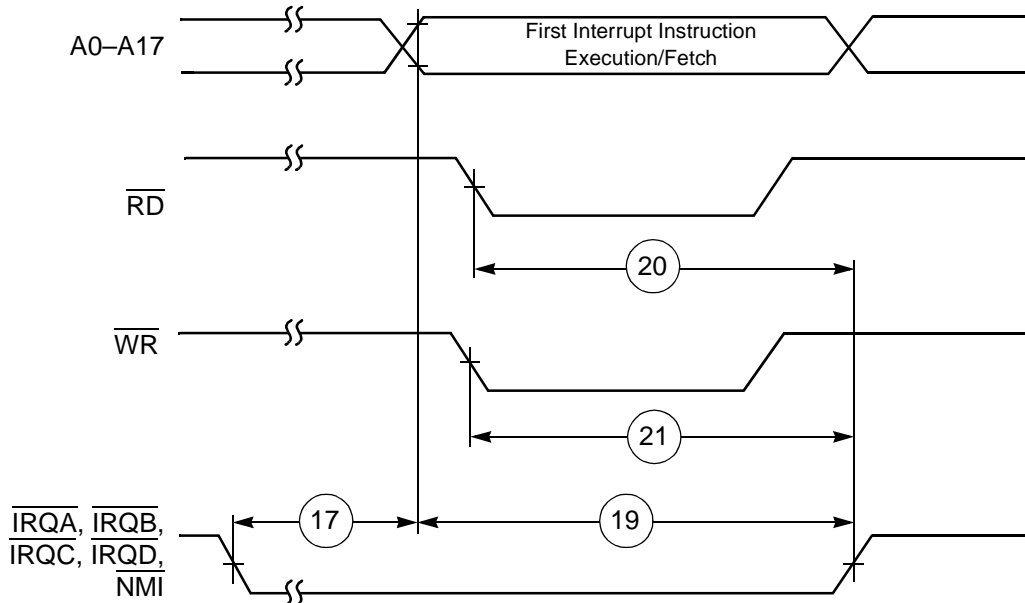 A0–A17
First Interrupt Instruction
Execution/Fetch
RD
20
WR
21
IRQA, IRQB,
IRQC, IRQD,
NMI
17
19